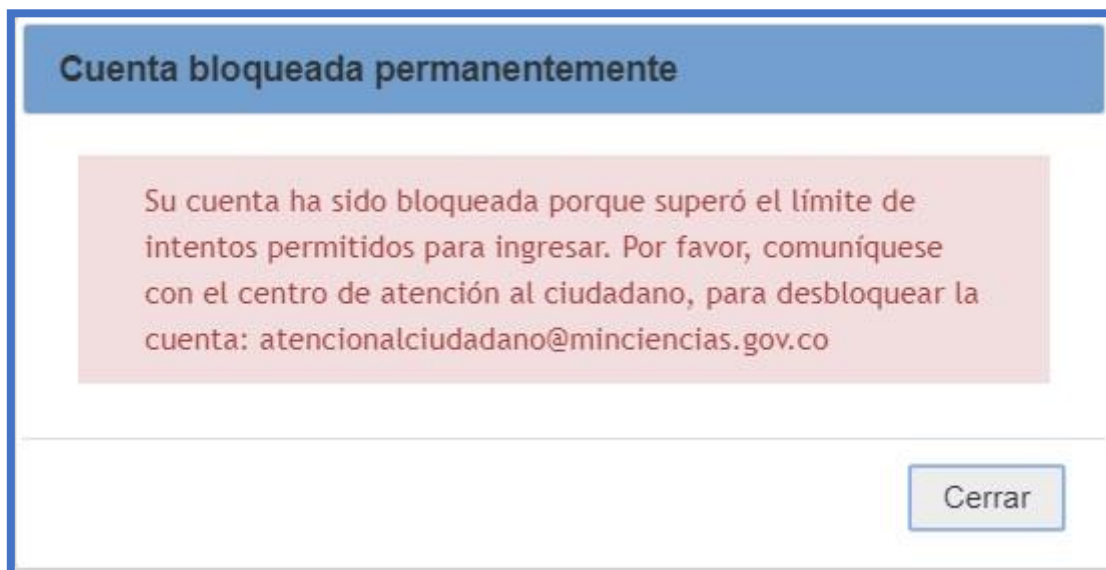 Cuenta bloqueada permanentemente
Su cuenta ha sido bloqueada porque superó el límite de
intentos permitidos para ingresar. Por favor, comuníquese
con el centro de atención al ciudadano, para desbloquear la
cuenta: atencionalciudadano@minciencias.gov.co
Cerrar